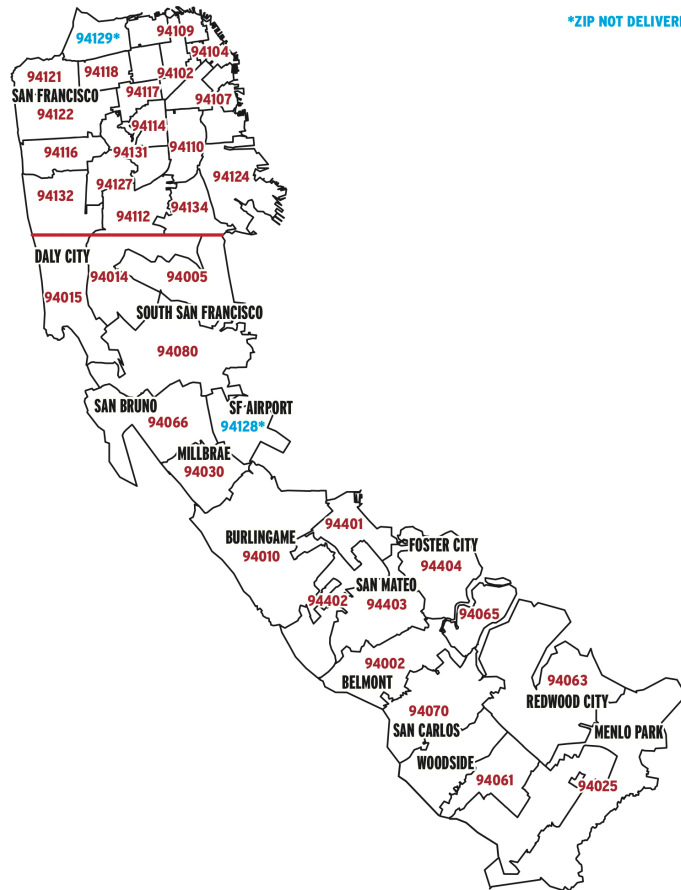 *ZIP NOT DELIVERE
94129*
94109
94104
94121
94118
94102
SAN FRANCISCO
94117
94107
94122
94114
94116
94131
94110
94124
94132
94127
94112
94134
DALY CITY
94014
94005
94015
SOUTH SAN FRANCISCO
94080
SAN BRUNO
SF AIRPORT
94066
94128*
MILLBRAE
94030
94401
BURLINGAME
94010
FOSTER CITY
94404
SAN MATEO
94402
94403
94065
94002
BELMONT
94063
REDWOOD CITY
94070
SAN CARLOS
MENLO PARK
WOODSIDE
94061
94025